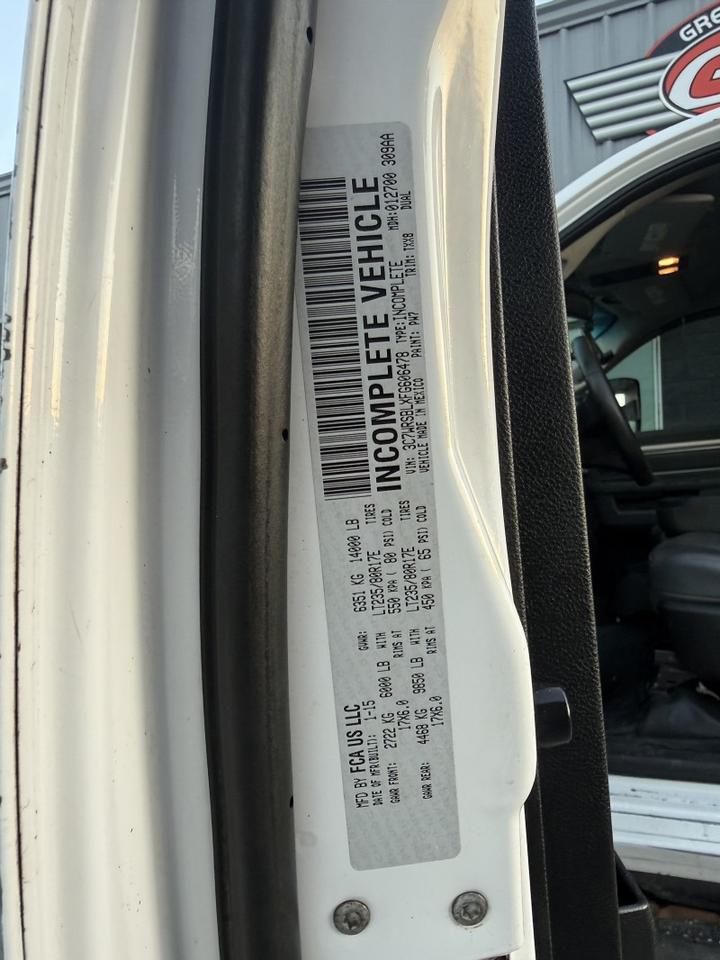 MFD BY FCA US LLC
DATE OF MFR(BUILT): 1-15 GVWR: 6351 KG 14000 LB
GAWR FRONT: 2722 KG 6000 LB WITH LT235/80R17E TIRES
17X6.0 RIMS AT 550 KPA ( 80 PSI) COLD
GAWR REAR: 4468 KG 9850 LB WITH LT235/80R17E TIRES
17X6.0 RIMS AT 450 KPA ( 65 PSI) COLD
INCOMPLETE VEHICLE
VIN: 3C7WRSBLXFG606478 TYPE:INCOMPLETE MDH:012700 309AA
VEHICLE MADE IN MEXICO PAINT: PW7 TRIM: TXX8 DUAL
GRE